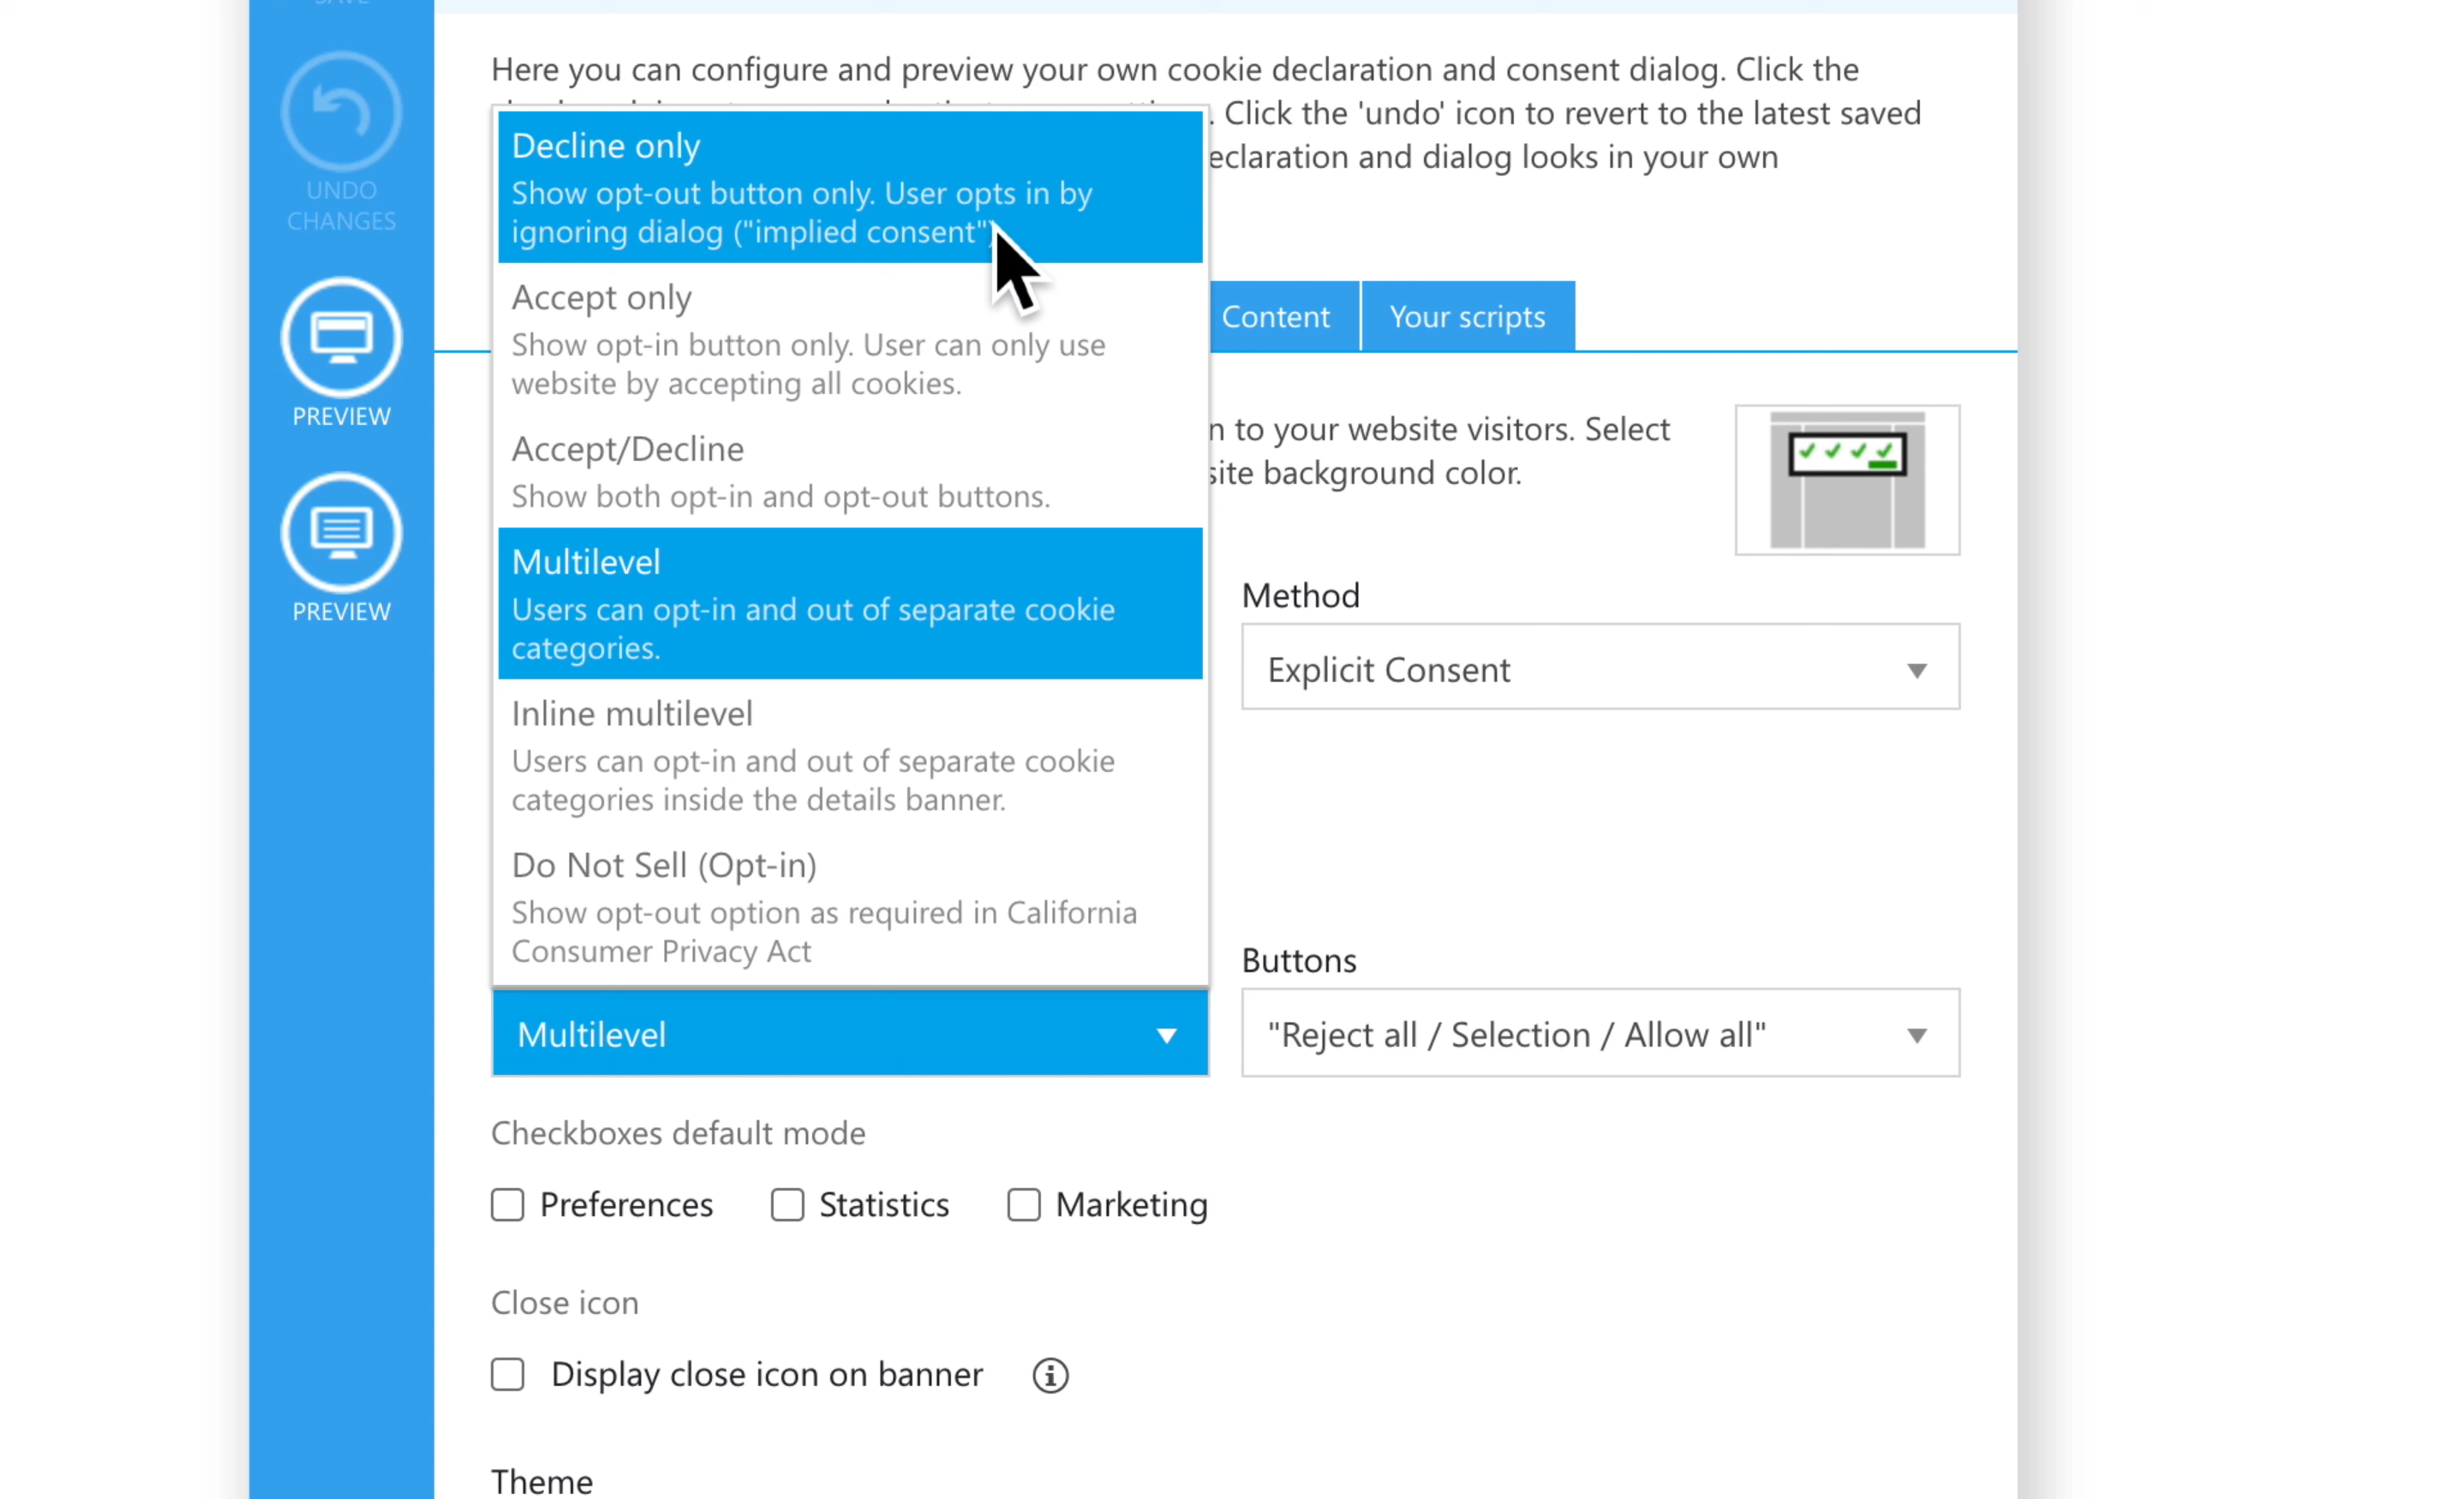 UNDO
CHANGES
PREVIEW
PREVIEW
Here you can configure and preview your own cookie declaration and consent dialog. Click the
. Click the 'undo' icon to revert to the latest saved
eclaration and dialog looks in your own
Decline only
Show opt-out button only. User opts in by
ignoring dialog ("implied consent")
Accept only
Show opt-in button only. User can only use
website by accepting all cookies.
Accept/Decline
Show both opt-in and opt-out buttons.
Multilevel
Users can opt-in and out of separate cookie
categories.
Inline multilevel
Users can opt-in and out of separate cookie
categories inside the details banner.
Do Not Sell (Opt-in)
Show opt-out option as required in California
Consumer Privacy Act
Multilevel
Content
Your scripts
n to your website visitors. Select
site background color.
Method
Explicit Consent
Buttons
"Reject all / Selection / Allow all"
Checkboxes default mode
Preferences
Statistics
Marketing
Close icon
Display close icon on banner
Theme